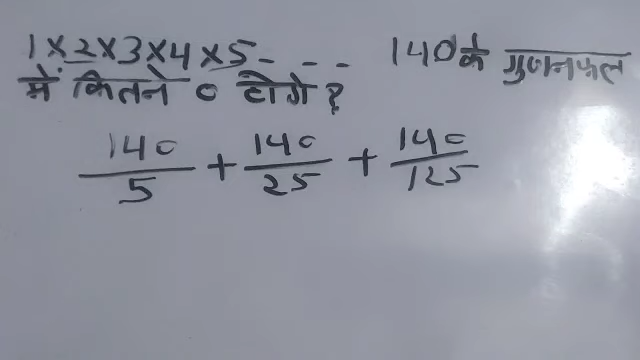 1×2×3×4×5- - - 140 के गुणनफल
में कितने 0 होगे ?
140/5 + 140/25 + 140/125